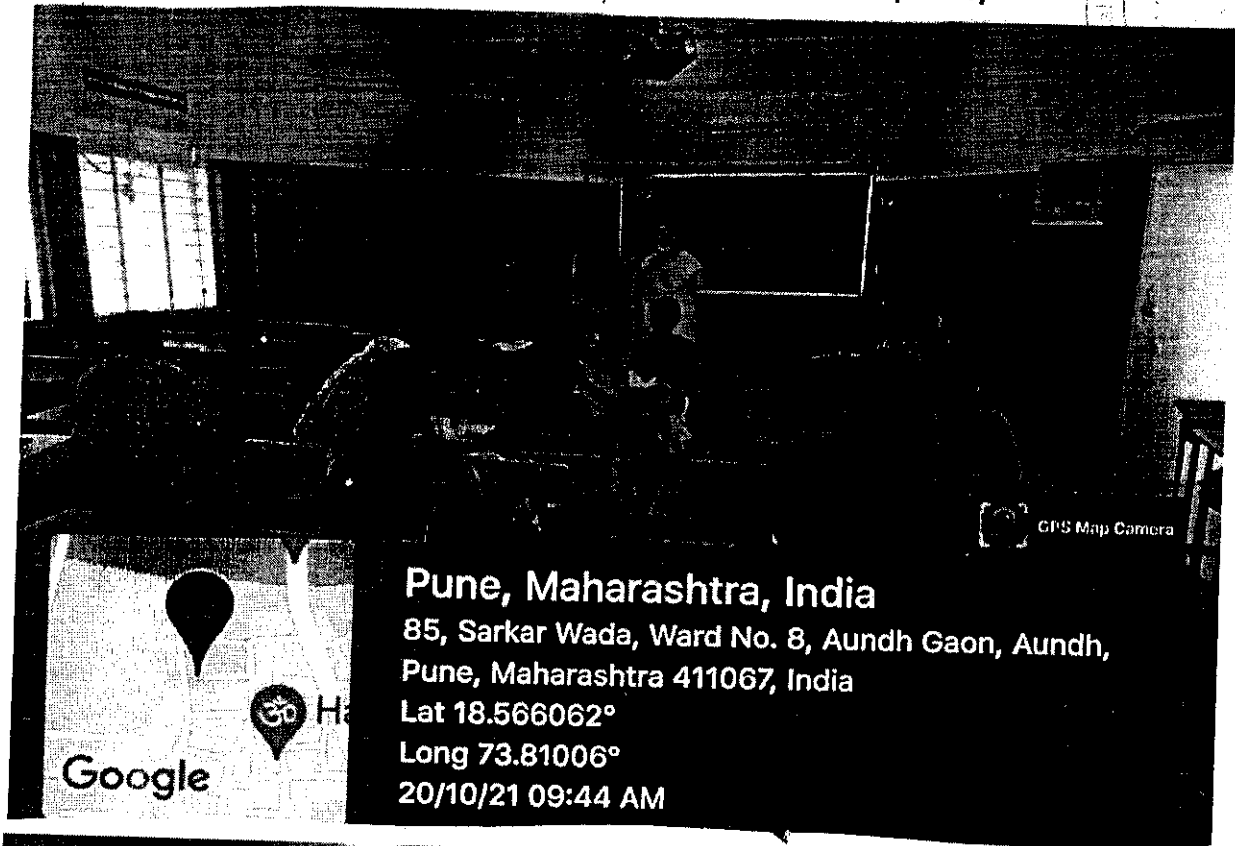 GPS Map Camera
Pune, Maharashtra, India
85, Sarkar Wada, Ward No. 8, Aundh Gaon, Aundh,
Pune, Maharashtra 411067, India
Lat 18.566062°
Long 73.81006°
20/10/21 09:44 AM
ॐ Ha
Google